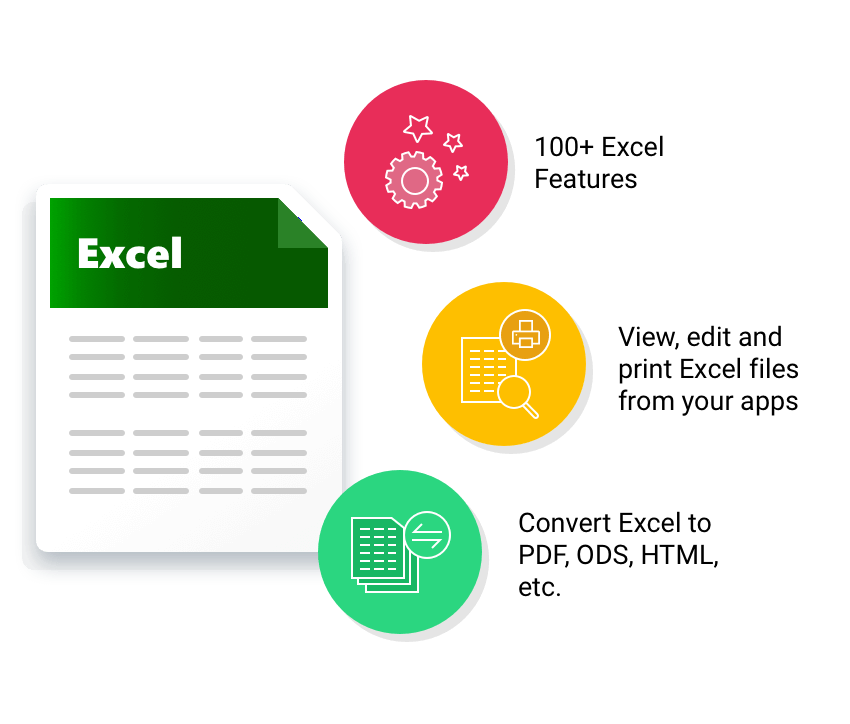 Excel
100+ Excel
Features
View, edit and
print Excel files
from your apps
Convert Excel to
PDF, ODS, HTML,
etc.